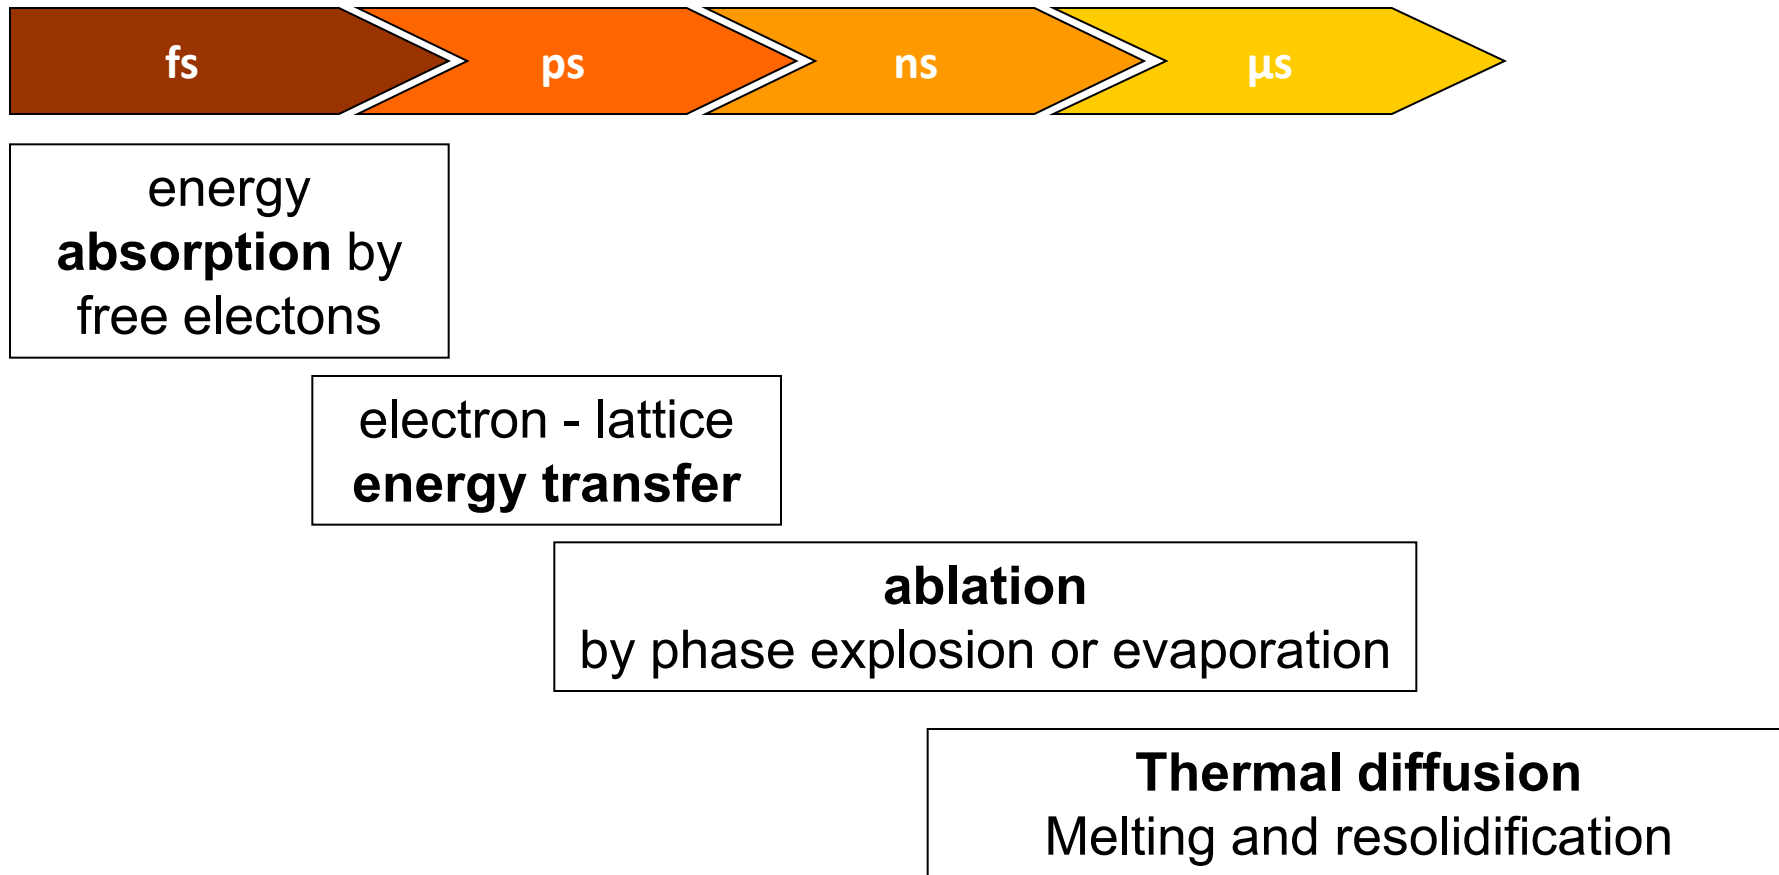 fs
ps
ns
µs
energy
absorption by
free electons
electron - lattice
energy transfer
ablation
by phase explosion or evaporation
Thermal diffusion
Melting and resolidification